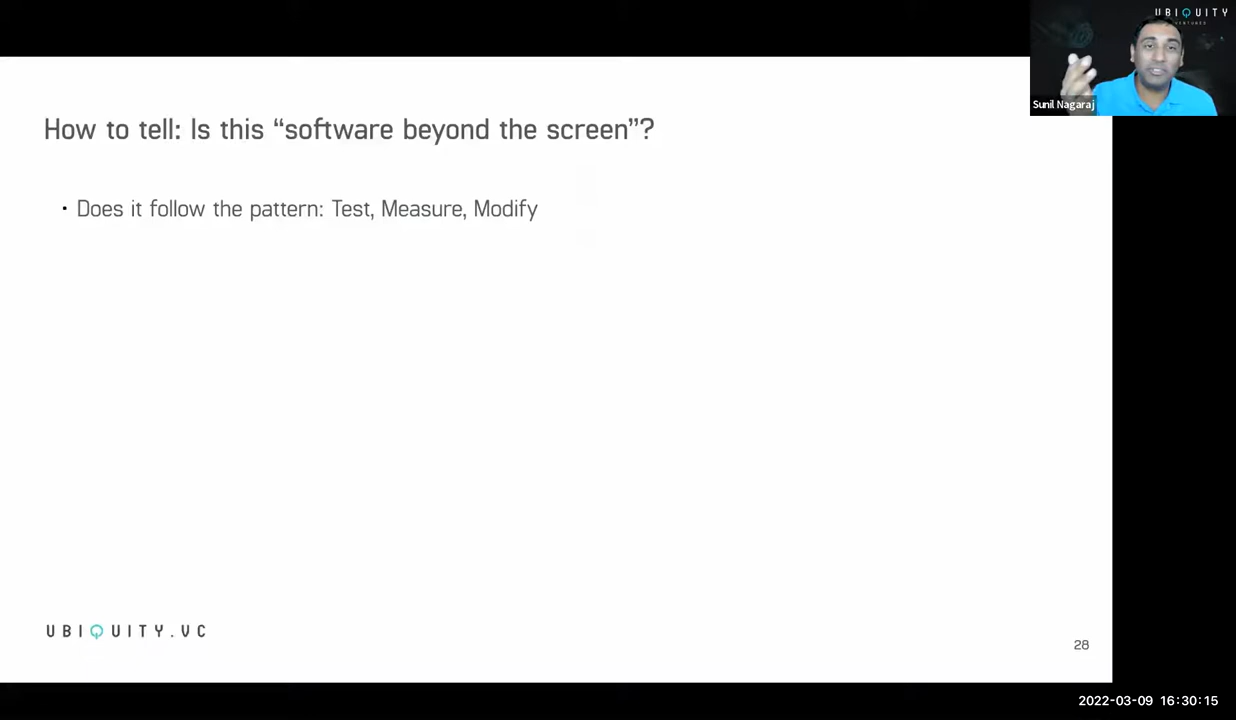 UBIQUITY
VENTURES
Sunil Nagaraj
How to tell: Is this “software beyond the screen”?
• Does it follow the pattern: Test, Measure, Modify
UBIQUITY.VC
28
2022-03-09 16:30:15